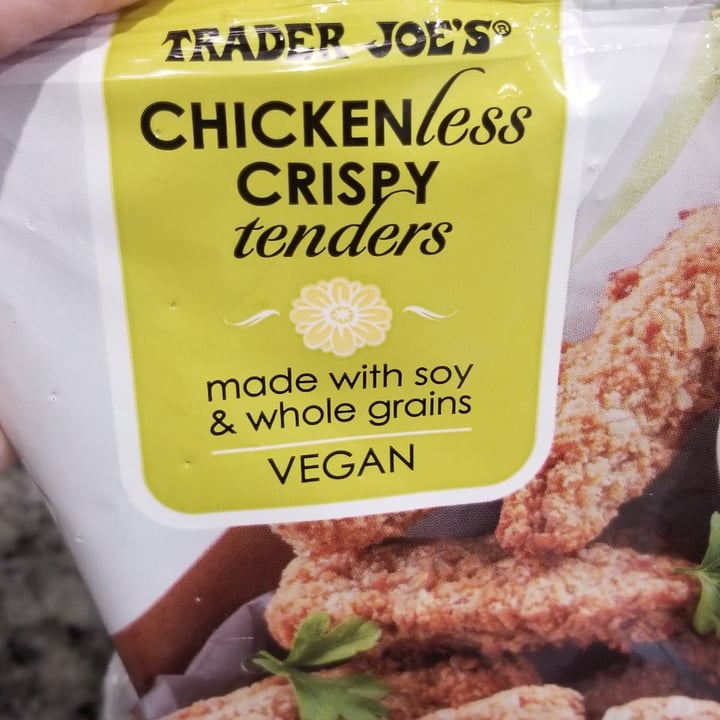 TRADER JOE'S®
CHICKENless
CRISPY
tenders
made with soy
& whole grains
VEGAN